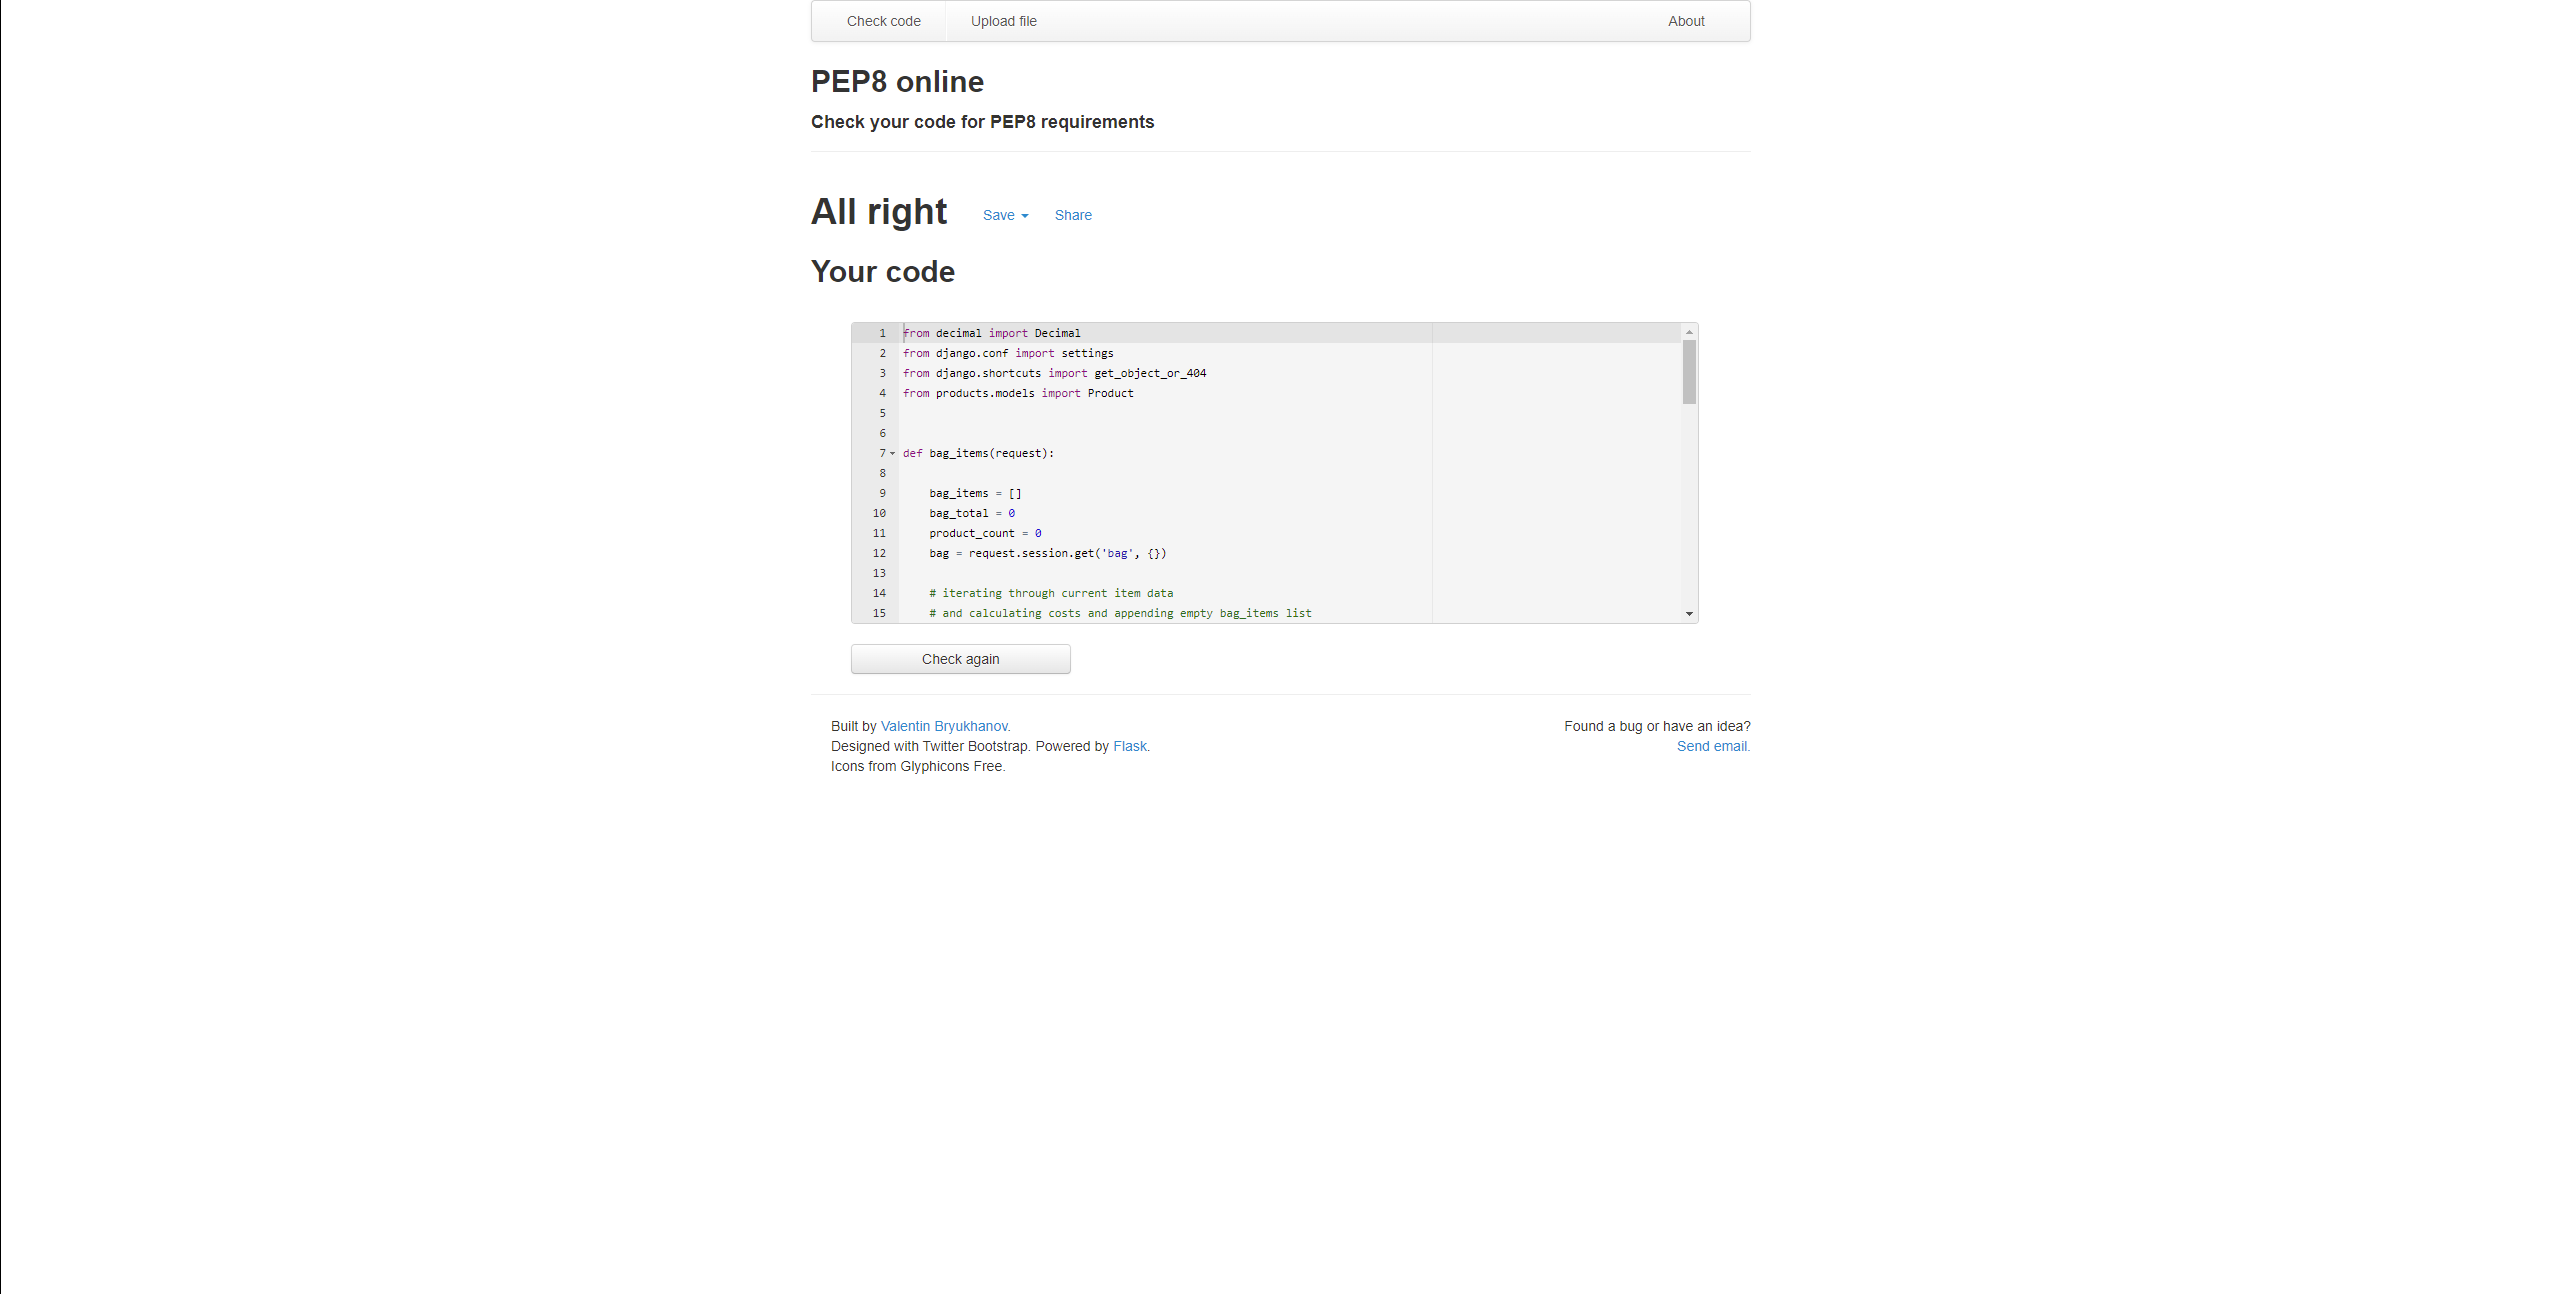 Check code Upload file About
PEP8 online
Check your code for PEP8 requirements
All right Save Share
Your code
1 from decimal import Decimal
2 from django.conf import settings
3 from django.shortcuts import get_object_or_404
4 from products.models import Product
5
6
7 def bag_items(request):
8
9 bag_items = []
10 bag_total = 0
11 product_count = 0
12 bag = request.session.get('bag', {})
13
14 # iterating through current item data
15 # and calculating costs and appending empty bag_items list
Check again
Built by Valentin Bryukhanov. Found a bug or have an idea?
Designed with Twitter Bootstrap. Powered by Flask. Send email.
Icons from Glyphicons Free.